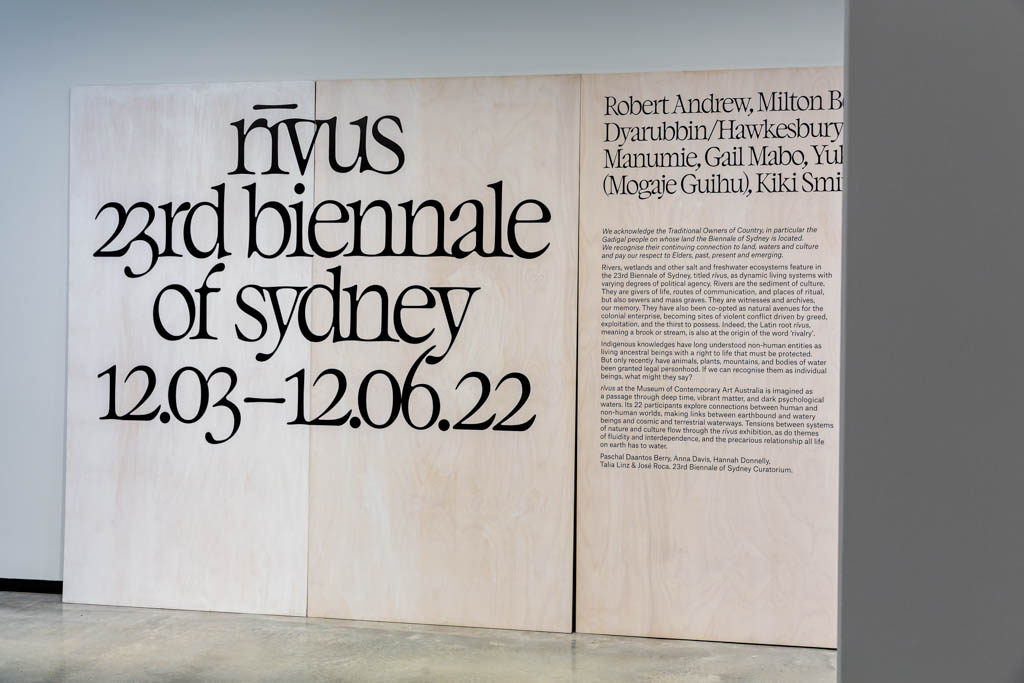 rīvus
23rd biennale
of sydney
12.03–12.06.22
Robert Andrew, Milton
Dyarubbin/Hawkesbury
Manumie, Gail Mabo,
(Mogaje Guihu), Kiki
We acknowledge the Traditional Owners of Country, in particular the
Gadigal people on whose land the Biennale of Sydney is located.
We recognise their continuing connection to land, waters and culture
and pay our respect to Elders, past, present and emerging.
Rivers, wetlands and other salt and freshwater ecosystems feature in
the 23rd Biennale of Sydney, titled rīvus, as dynamic living systems with
varying degrees of political agency. Rivers are the sediment of culture.
They are givers of life, routes of communication, and places of ritual,
but also sewers and mass graves. They are witnesses and archives,
our memory. They have also been co-opted as natural avenues for the
colonial enterprise, becoming sites of violent conflict driven by greed,
exploitation, and the thirst to possess. Indeed, the Latin root rīvus,
meaning a brook or stream, is also at the origin of the word 'rivalry'.
Indigenous knowledges have long understood non-human entities as
living ancestral beings with a right to life that must be protected.
But only recently have animals, plants, mountains, and bodies of water
been granted legal personhood. If we can recognise them as individual
beings, what might they say?
rīvus at the Museum of Contemporary Art Australia is imagined as
a passage through deep time, vibrant matter, and dark psychological
waters. Its 22 participants explore connections between human and
non-human worlds, making links between earthbound and watery
beings and cosmic and terrestrial waterways. Tensions between systems
of nature and culture flow through the rīvus exhibition, as do themes
of fluidity and interdependence, and the precarious relationship all life
on earth has to water.
Paschal Daantos Berry, Anna Davis, Hannah Donnelly,
Talia Linz & José Roca. 23rd Biennale of Sydney Curatorium.